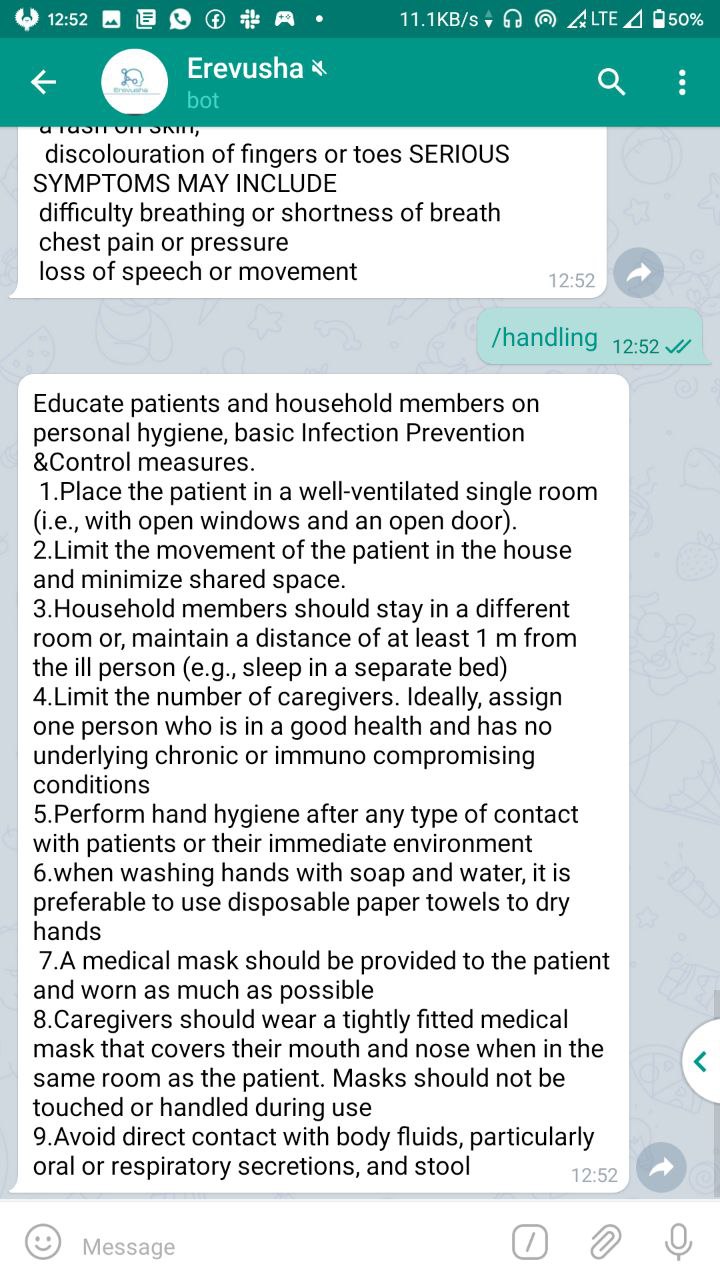 12:52
11.1KB/s
LTE
50%
Erevusha
bot
a rash on skin,
discolouration of fingers or toes SERIOUS
SYMPTOMS MAY INCLUDE
difficulty breathing or shortness of breath
chest pain or pressure
loss of speech or movement
12:52
/handling 12:52
Educate patients and household members on
personal hygiene, basic Infection Prevention
&Control measures.
1.Place the patient in a well-ventilated single room
(i.e., with open windows and an open door).
2.Limit the movement of the patient in the house
and minimize shared space.
3.Household members should stay in a different
room or, maintain a distance of at least 1 m from
the ill person (e.g., sleep in a separate bed)
4.Limit the number of caregivers. Ideally, assign
one person who is in a good health and has no
underlying chronic or immuno compromising
conditions
5.Perform hand hygiene after any type of contact
with patients or their immediate environment
6.when washing hands with soap and water, it is
preferable to use disposable paper towels to dry
hands
7.A medical mask should be provided to the patient
and worn as much as possible
8.Caregivers should wear a tightly fitted medical
mask that covers their mouth and nose when in the
same room as the patient. Masks should not be
touched or handled during use
9.Avoid direct contact with body fluids, particularly
oral or respiratory secretions, and stool
12:52
Message